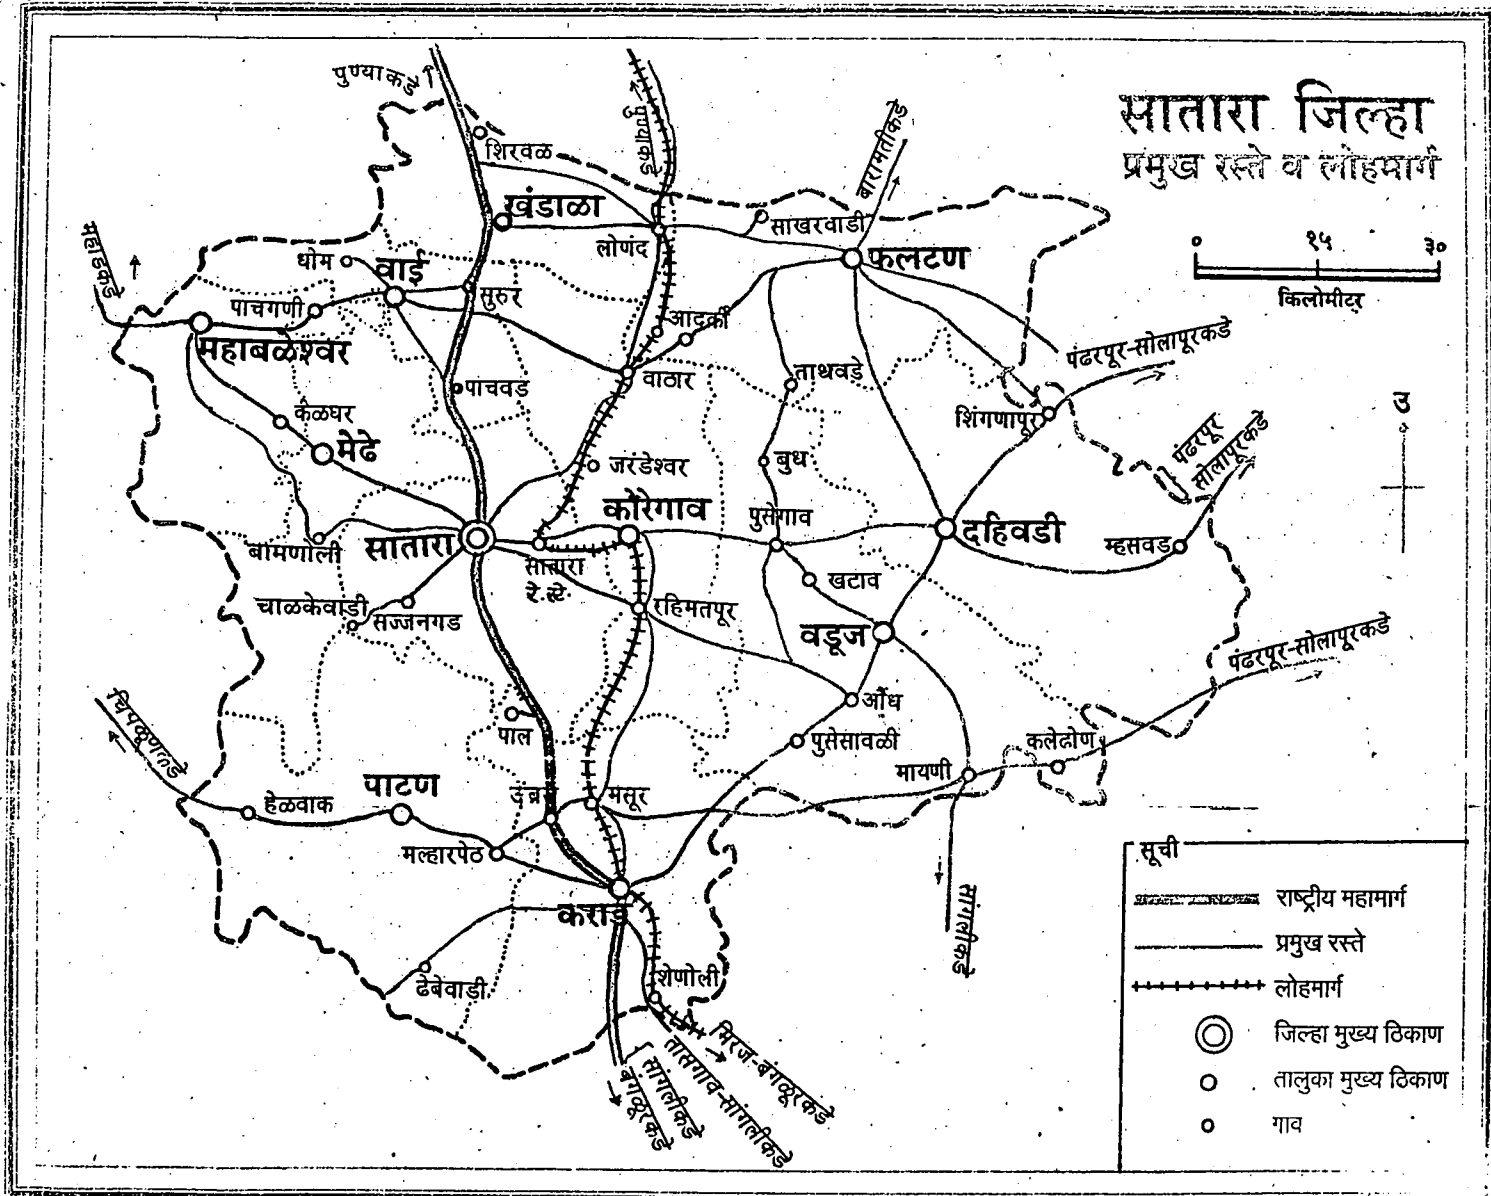 सातारा जिल्हा
प्रमुख रस्ते व लोहमार्ग
० १५ ३०
किलोमीटर
पुण्याकडे
पुण्याकडे
बारामतीकडे
महाडकडे
शिरवळ
खंडाळा
लोणंद
साखरवाडी
फलटण
धोम
वाई
सुरुर
पाचगणी
महाबळेश्वर
आदर्की
वाठार
ताथवडे
पंढरपूर-सोलापूरकडे
शिंगणापूर
उ
पाचवड
केळघर
मेढे
जरंडेश्वर
बुध
पंढरपूर
सोलापूरकडे
कोरेगाव
पुसेगाव
दहिवडी
म्हसवड
बामणोली
सातारा
सातारा
रे.स्टे.
खटाव
चाळकेवाडी
सज्जनगड
रहिमतपूर
वडूज
पंढरपूर-सोलापूरकडे
चिपळूणकडे
पाल
औंध
पुसेसावळी
कलेढोण
मायणी
हेळवाक
पाटण
उंब्रज
मसूर
मल्हारपेठ
कराड
सांगलीकडे
ढेबेवाडी
शेणोली
मिरज-बंगळूरकडे
तासगाव-सांगलीकडे
सांगलीकडे
बंगळूरकडे
सूची
राष्ट्रीय महामार्ग
प्रमुख रस्ते
लोहमार्ग
जिल्हा मुख्य ठिकाण
तालुका मुख्य ठिकाण
गाव